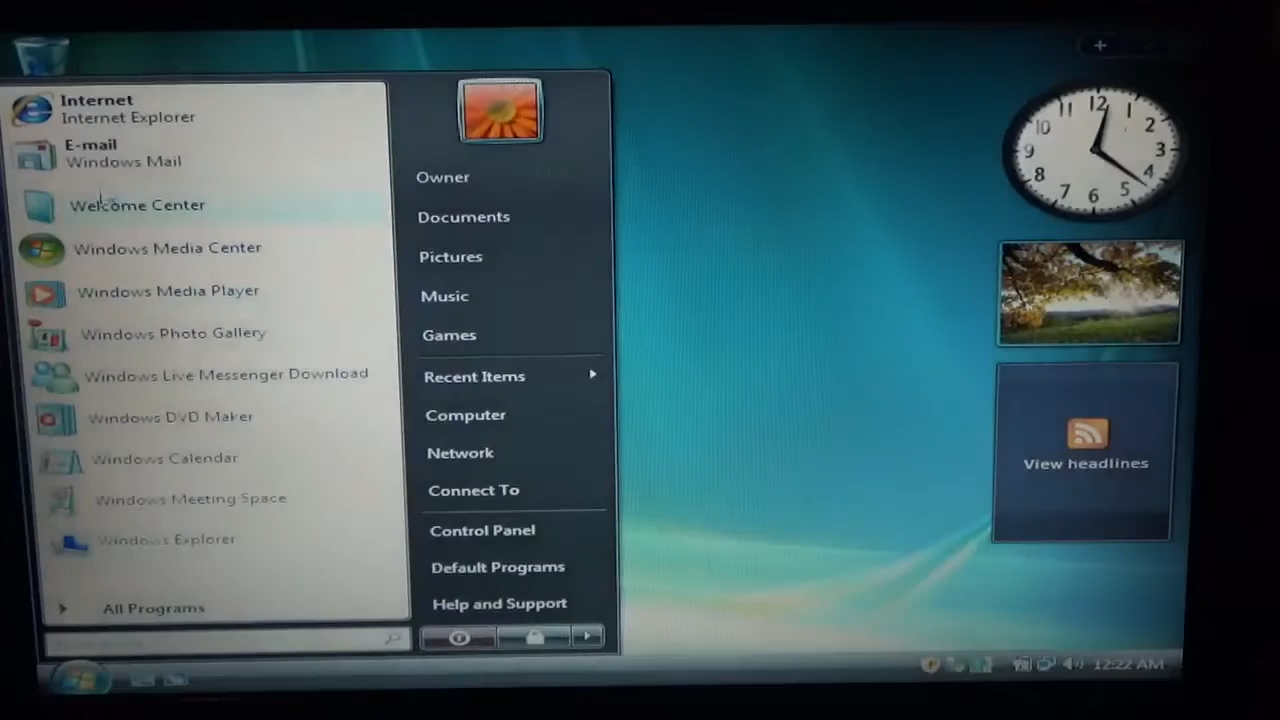 Internet
Internet Explorer
E-mail
Windows Mail
Welcome Center
Windows Media Center
Windows Media Player
Windows Photo Gallery
Windows Live Messenger Download
Windows DVD Maker
Windows Calendar
Windows Meeting Space
Windows Explorer
All Programs
Owner
Documents
Pictures
Music
Games
Recent Items
Computer
Network
Connect To
Control Panel
Default Programs
Help and Support
12
1
2
3
4
5
6
7
8
9
10
11
View headlines
12:22 AM